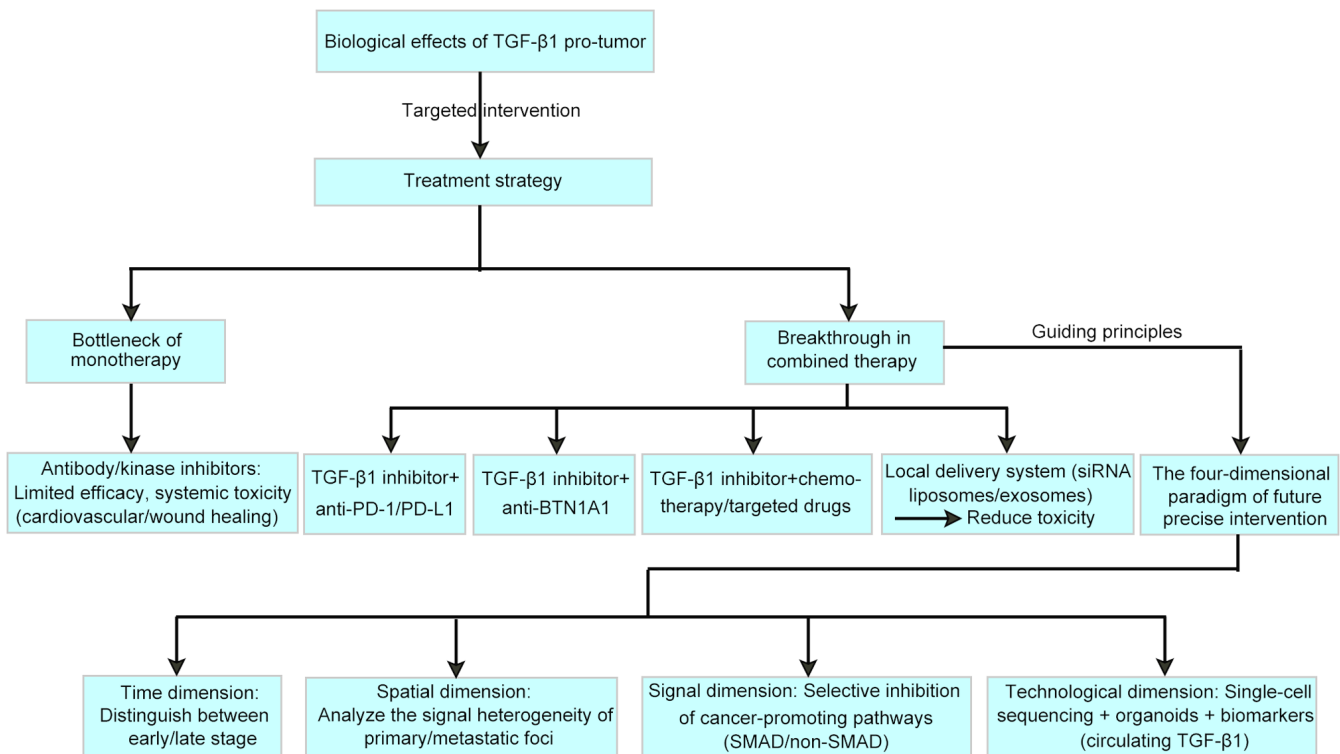 Biological effects of TGF-β1 pro-tumor
Targeted intervention
Treatment strategy
Bottleneck of
monotherapy
Breakthrough in
combined therapy
Guiding principles
Antibody/kinase inhibitors:
Limited efficacy, systemic toxicity
(cardiovascular/wound healing)
TGF-β1 inhibitor+
anti-PD-1/PD-L1
TGF-β1 inhibitor+
anti-BTN1A1
TGF-β1 inhibitor+chemo-
therapy/targeted drugs
Local delivery system (siRNA
liposomes/exosomes)
Reduce toxicity
The four-dimensional
paradigm of future
precise intervention
Time dimension:
Distinguish between
early/late stage
Spatial dimension:
Analyze the signal heterogeneity of
primary/metastatic foci
Signal dimension: Selective inhibition
of cancer-promoting pathways
(SMAD/non-SMAD)
Technological dimension: Single-cell
sequencing + organoids + biomarkers
(circulating TGF-β1)